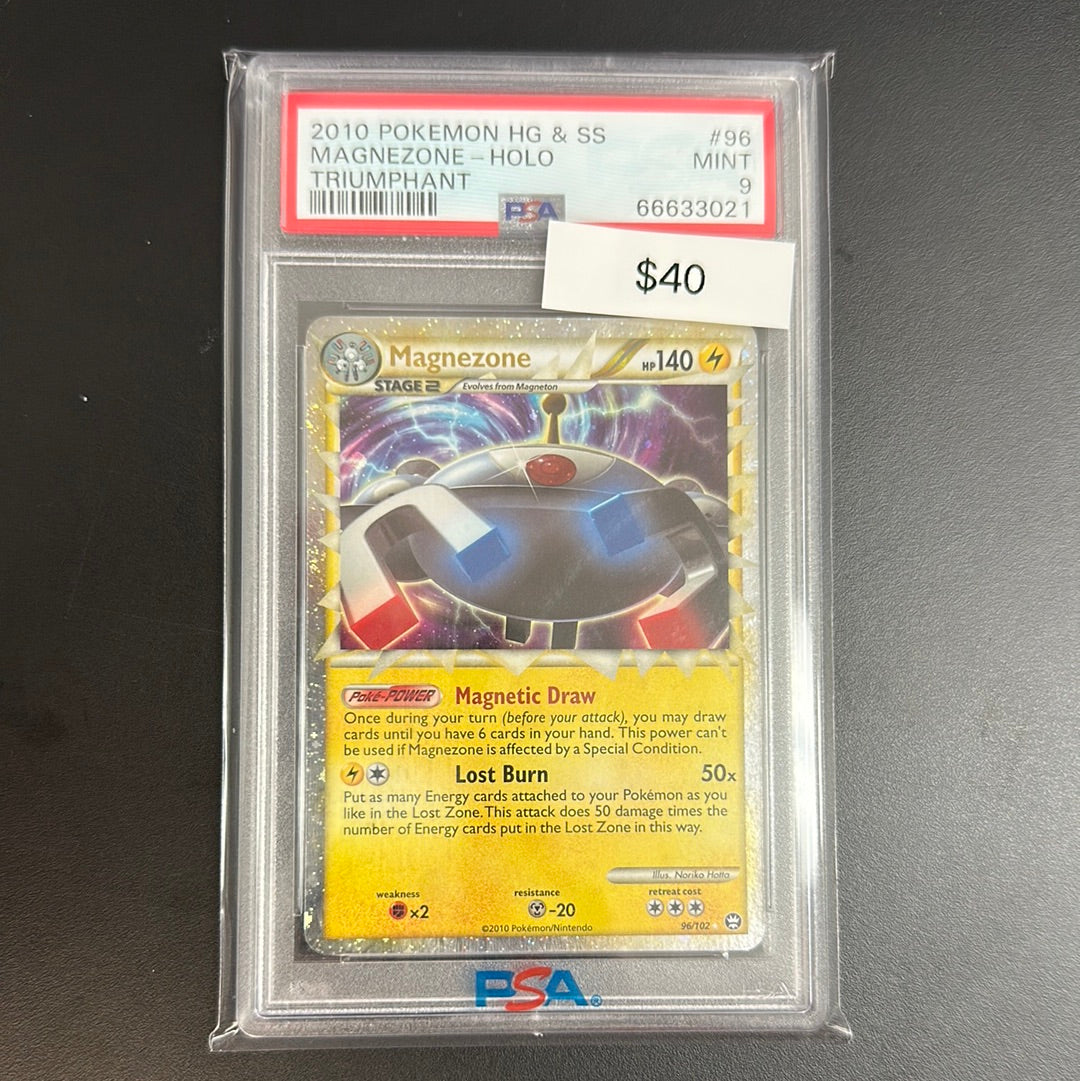 2010 POKEMON HG & SS #96
MAGNEZONE - HOLO MINT
TRIUMPHANT 9
PSA 66633021
$40
Magnezone HP140
STAGE 2 Evolves from Magneton
Poké-POWER Magnetic Draw
Once during your turn (before your attack), you may draw
cards until you have 6 cards in your hand. This power can't
be used if Magnezone is affected by a Special Condition.
Lost Burn 50x
Put as many Energy cards attached to your Pokémon as you
like in the Lost Zone. This attack does 50 damage times the
number of Energy cards put in the Lost Zone in this way.
Illus. Noriko Hotta
weakness resistance retreat cost
x2 -20
©2010 Pokémon/Nintendo 96/102
PSA®